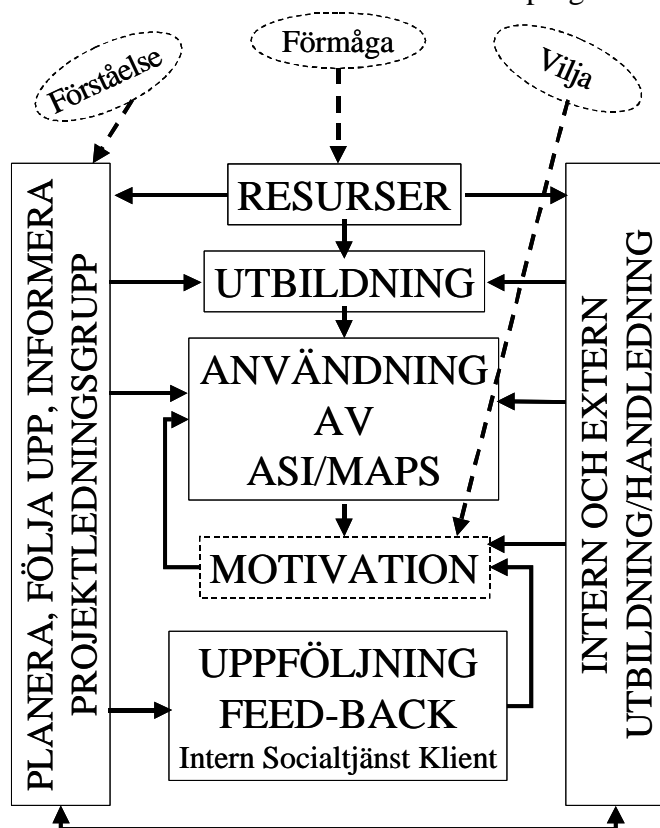 Förståelse
Förmåga
Vilja
PLANERA, FÖLJA UPP, INFORMERA
PROJEKTLEDNINGSGRUPP
RESURSER
UTBILDNING
ANVÄNDNING
AV
ASI/MAPS
MOTIVATION
UPPFÖLJNING
FEED-BACK
Intern Socialtjänst Klient
INTERN OCH EXTERN
UTBILDNING/HANDLEDNING